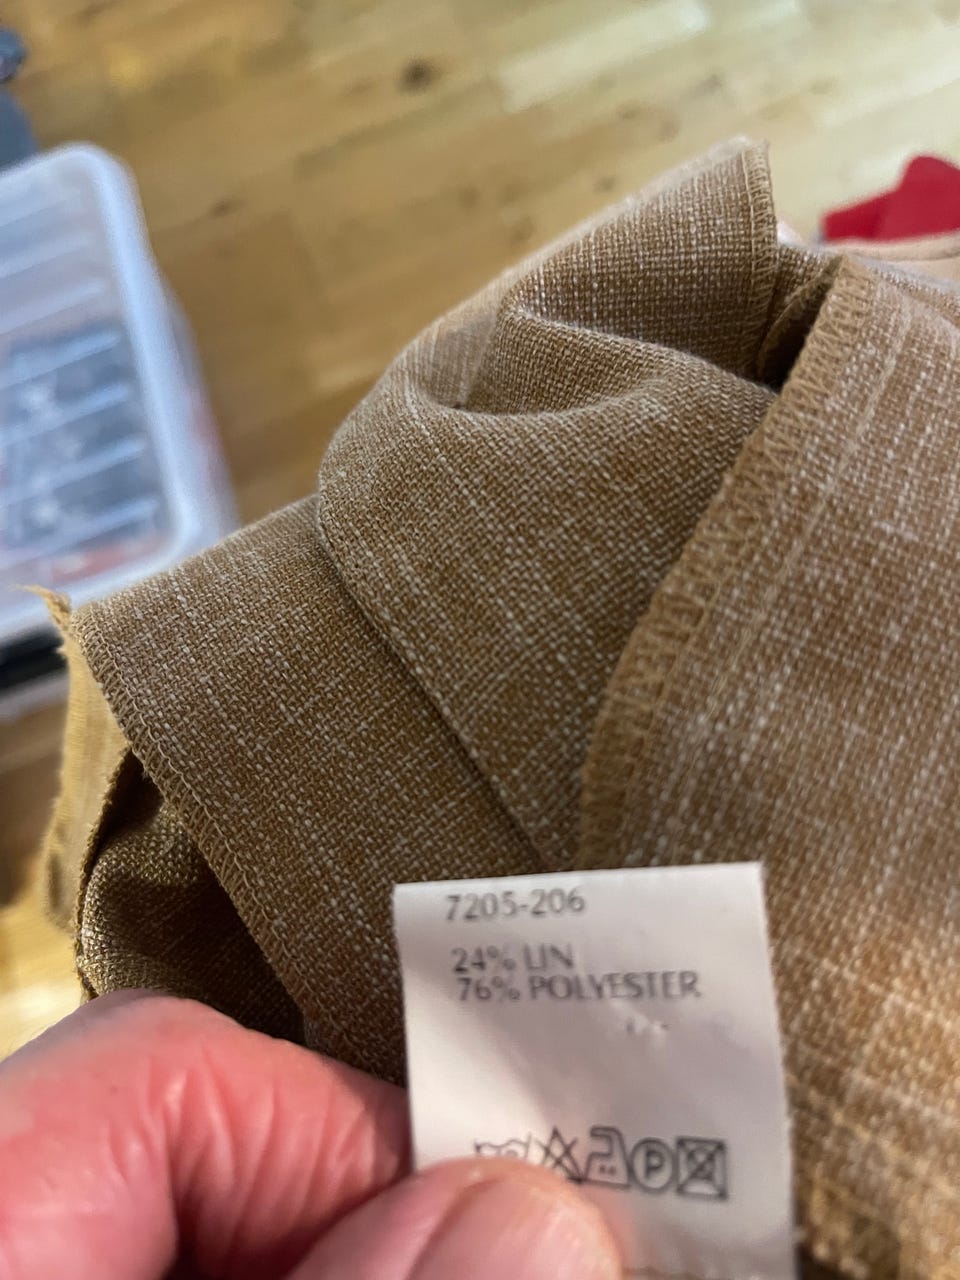 7205-206
24% LIN
76% POLYESTER
P